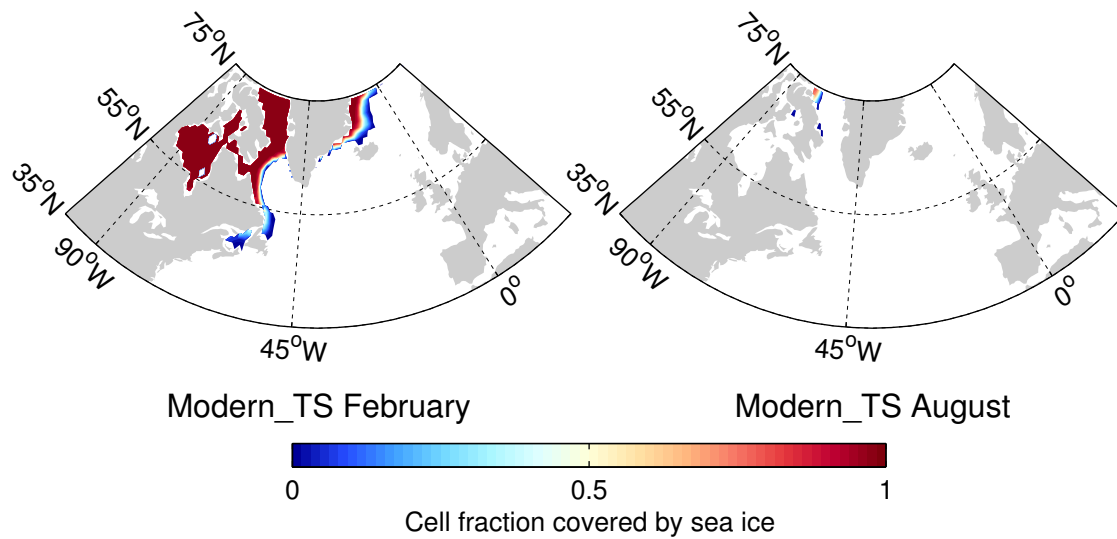 75°N
55°N
35°N
90°W
45°W
0°
75°N
55°N
35°N
90°W
45°W
0°
Modern_TS February
Modern_TS August
0
0.5
1
Cell fraction covered by sea ice